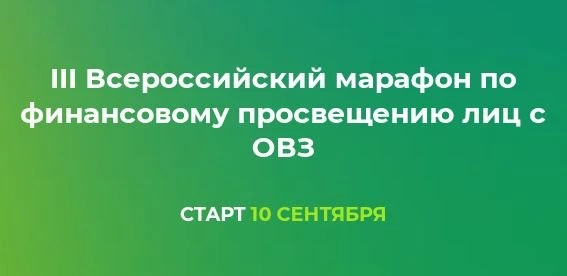 III Всероссийский марафон по
финансовому просвещению лиц с
ОВЗ
СТАРТ 10 СЕНТЯБРЯ